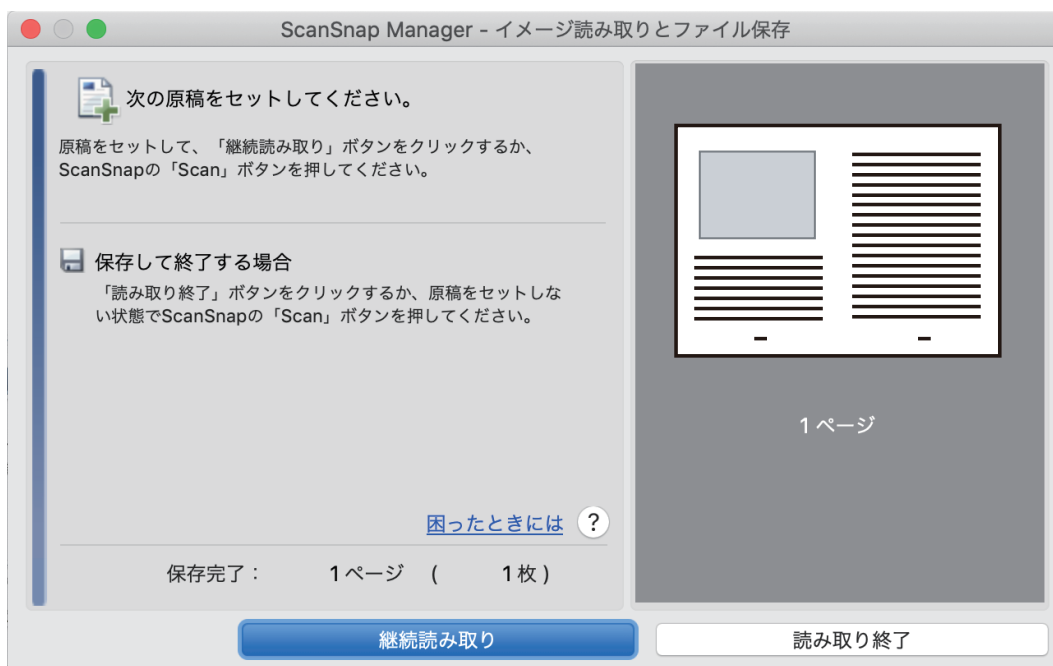 ScanSnap Manager - イメージ読み取りとファイル保存
次の原稿をセットしてください。
原稿をセットして、「継続読み取り」ボタンをクリックするか、
ScanSnapの「Scan」ボタンを押してください。
保存して終了する場合
「読み取り終了」ボタンをクリックするか、原稿をセットしな
い状態でScanSnapの「Scan」ボタンを押してください。
1 ページ
困ったときには ?
保存完了： 1 ページ ( 1 枚 )
継続読み取り
読み取り終了